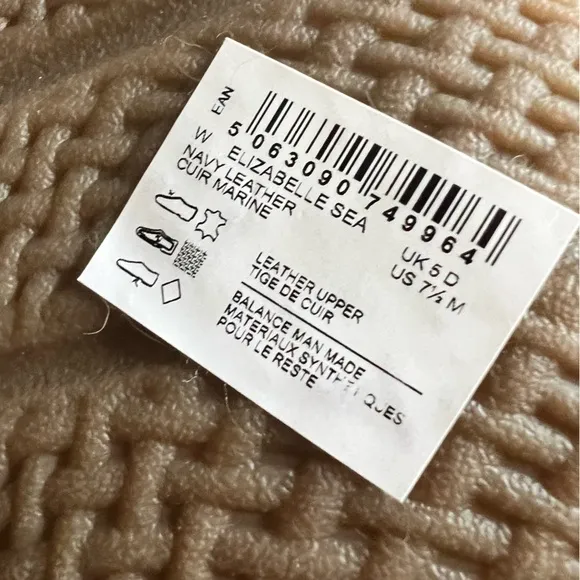 EAN
5 063090 749964
W ELIZABELLE SEA
NAVY LEATHER
CUIR MARINE
UK 5 D
US 7½ M
LEATHER UPPER
TIGE DE CUIR
BALANCE MAN MADE
MATERIAUX SYNTHETIQUES
POUR LE RESTE